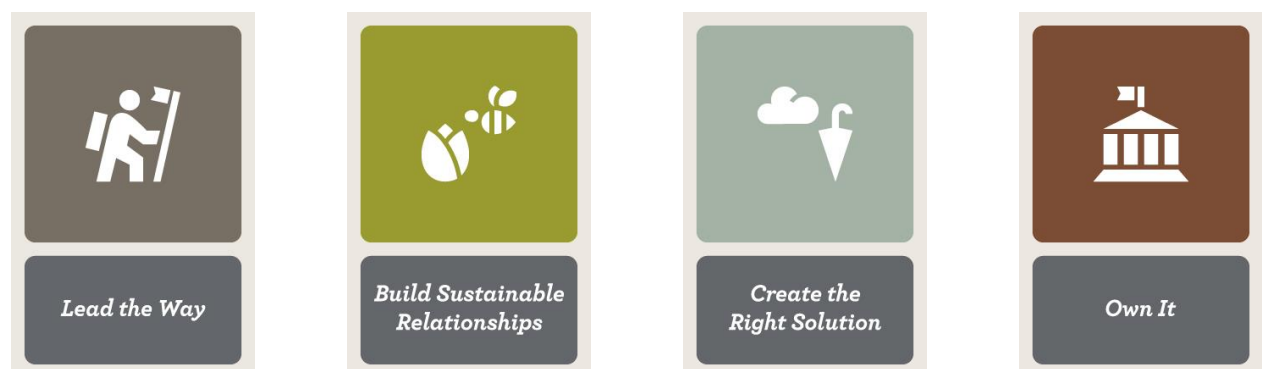 Lead the Way
Build Sustainable
Relationships
Create the
Right Solution
Own It